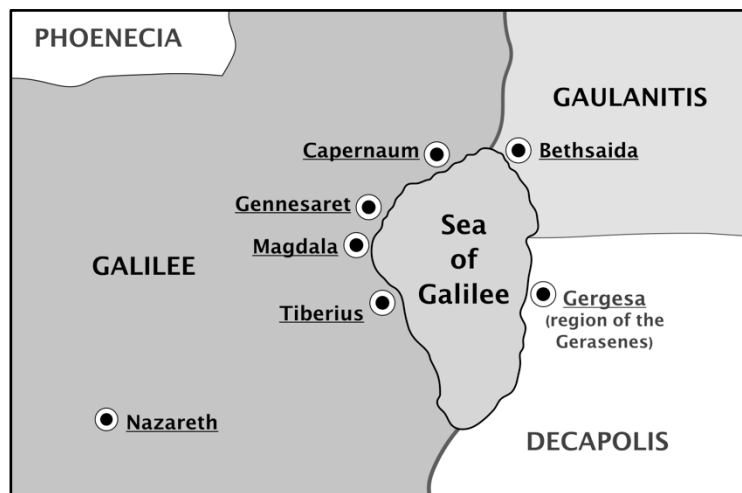 PHOENECIA
GAULANITIS
Capernaum
Bethsaida
Gennesaret
Magdala
Sea
of
Galilee
GALILEE
Tiberius
Gergesa
(region of the
Gerasenes)
Nazareth
DECAPOLIS